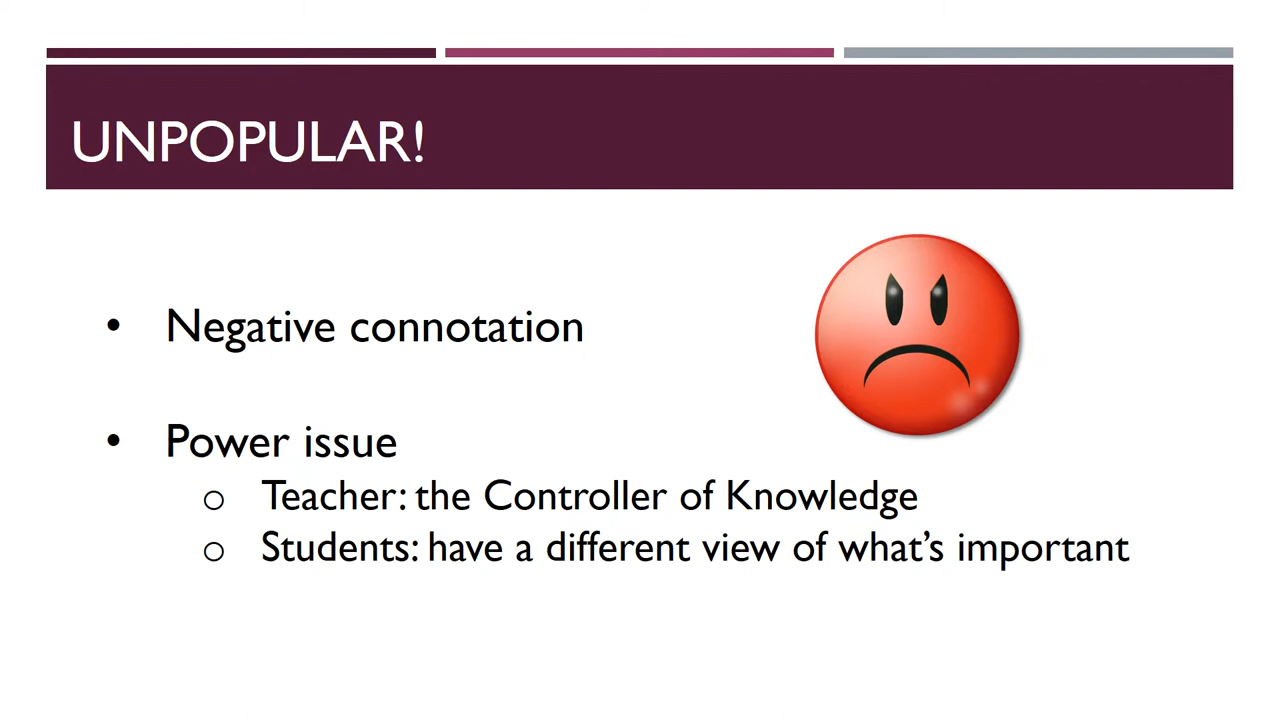 UNPOPULAR!
• Negative connotation
• Power issue
o Teacher: the Controller of Knowledge
o Students: have a different view of what’s important